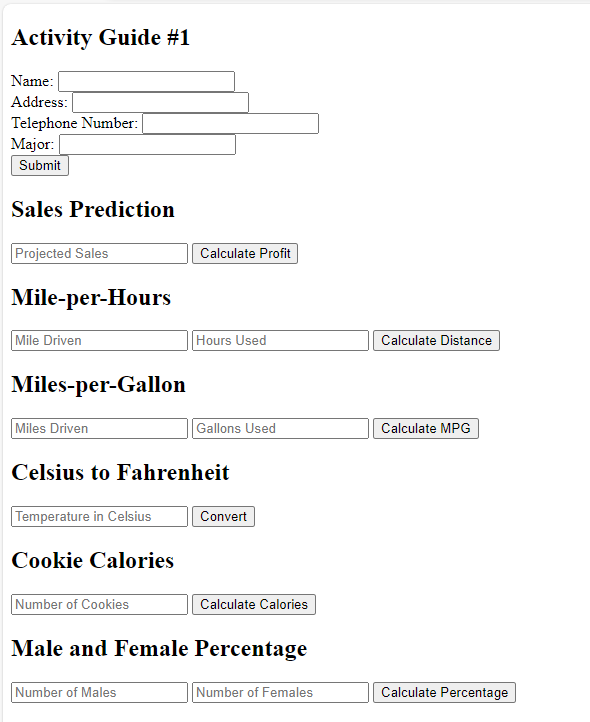 Activity Guide #1
Name:
Address:
Telephone Number:
Major:
Submit
Sales Prediction
Projected Sales Calculate Profit
Mile-per-Hours
Mile Driven Hours Used Calculate Distance
Miles-per-Gallon
Miles Driven Gallons Used Calculate MPG
Celsius to Fahrenheit
Temperature in Celsius Convert
Cookie Calories
Number of Cookies Calculate Calories
Male and Female Percentage
Number of Males Number of Females Calculate Percentage